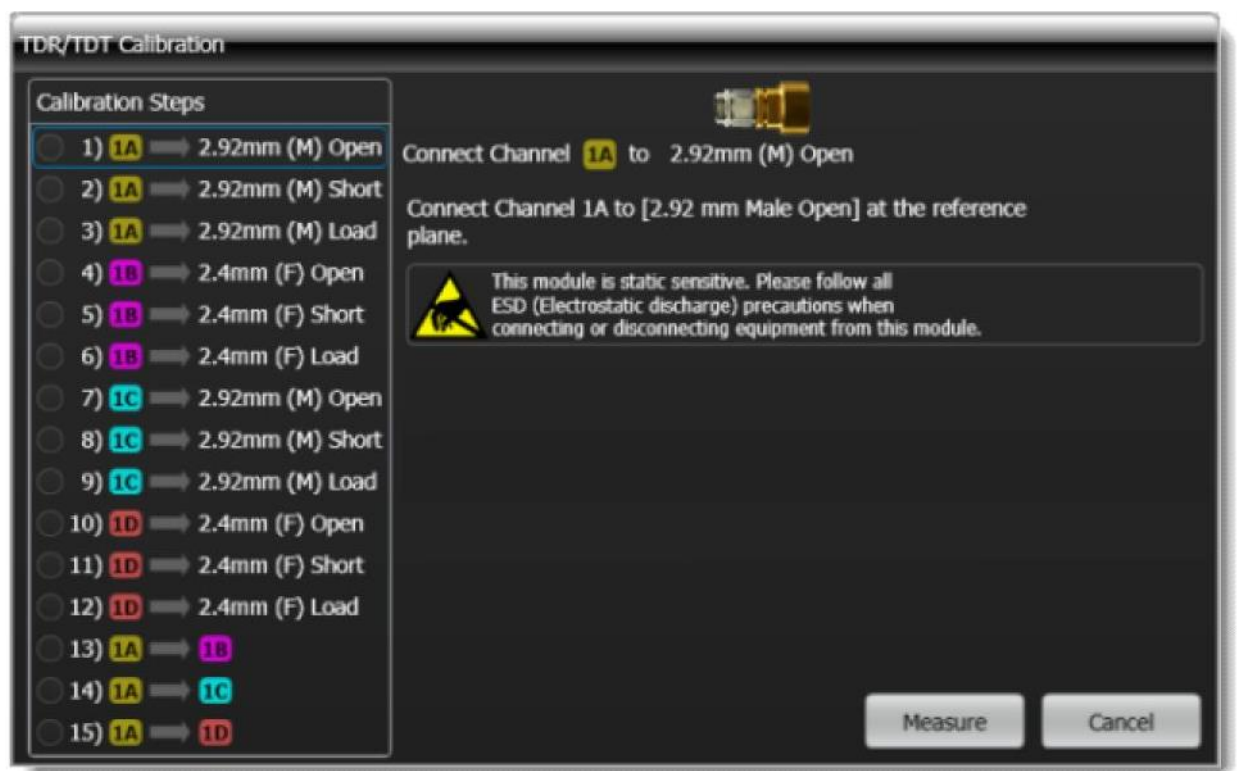 TDR/TDT Calibration
Calibration Steps
1) 1A 2.92mm (M) Open
2) 1A 2.92mm (M) Short
3) 1A 2.92mm (M) Load
4) 1B 2.4mm (F) Open
5) 1B 2.4mm (F) Short
6) 1B 2.4mm (F) Load
7) 1C 2.92mm (M) Open
8) 1C 2.92mm (M) Short
9) 1C 2.92mm (M) Load
10) 1D 2.4mm (F) Open
11) 1D 2.4mm (F) Short
12) 1D 2.4mm (F) Load
13) 1A 1B
14) 1A 1C
15) 1A 1D
Connect Channel 1A to 2.92mm (M) Open
Connect Channel 1A to [2.92 mm Male Open] at the reference
plane.
This module is static sensitive. Please follow all
ESD (Electrostatic discharge) precautions when
connecting or disconnecting equipment from this module.
Measure
Cancel